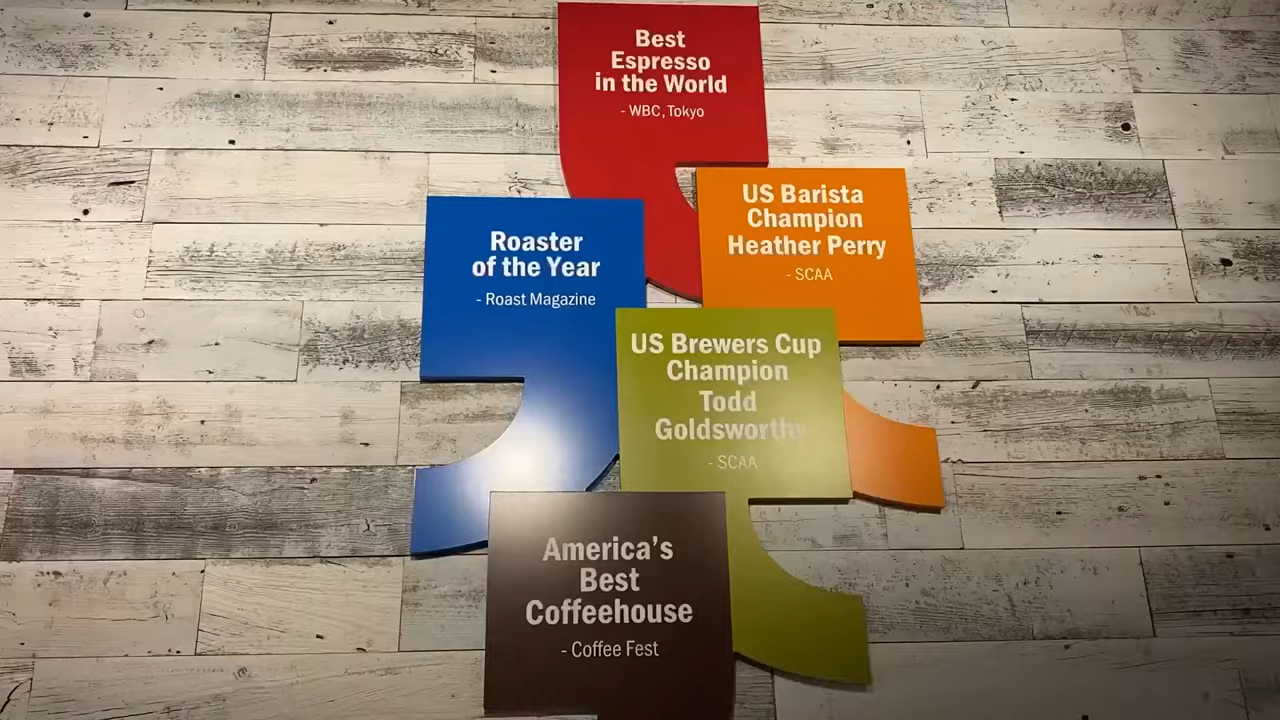 Best
Espresso
in the World
- WBC, Tokyo
US Barista
Champion
Heather Perry
- SCAA
Roaster
of the Year
- Roast Magazine
US Brewers Cup
Champion
Todd
Goldsworthy
- SCAA
America's
Best
Coffeehouse
- Coffee Fest